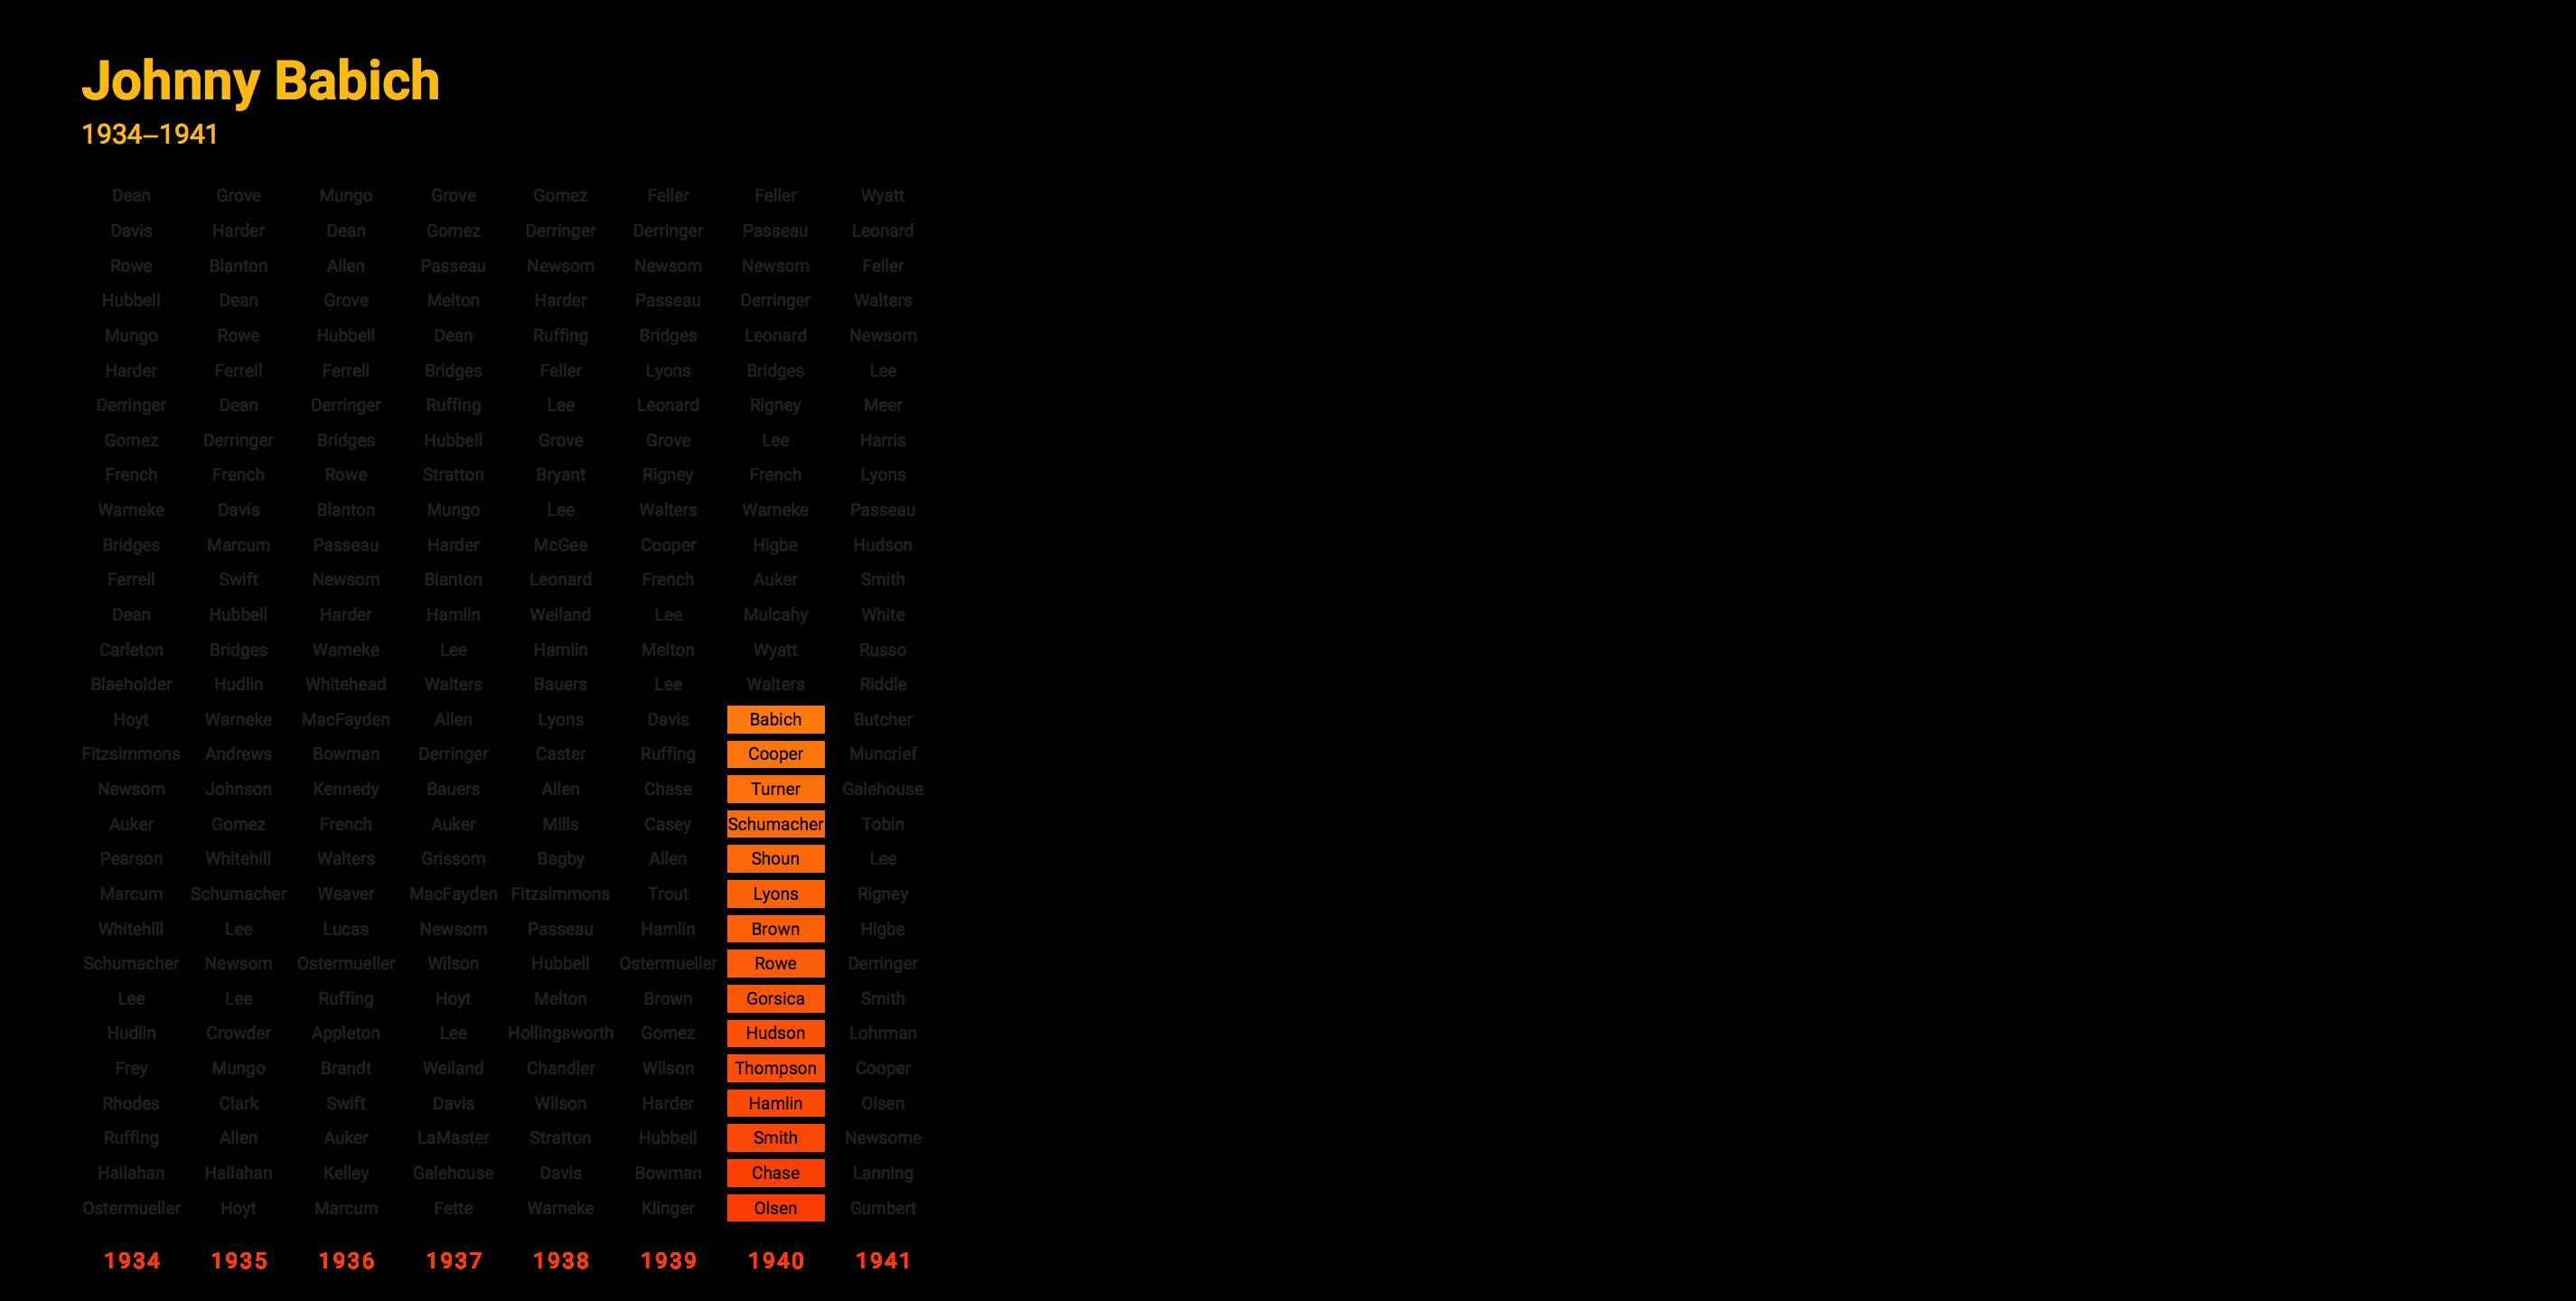 Johnny Babich
1934–1941
Dean Grove Mungo Grove Gomez Feller Feller Wyatt
Davis Harder Dean Gomez Derringer Derringer Passeau Leonard
Rowe Blanton Allen Passeau Newsom Newsom Newsom Feller
Hubbell Dean Grove Melton Harder Passeau Derringer Walters
Mungo Rowe Hubbell Dean Ruffing Bridges Leonard Newsom
Harder Ferrell Ferrell Bridges Feller Lyons Bridges Lee
Derringer Dean Derringer Ruffing Lee Leonard Rigney Meer
Gomez Derringer Bridges Hubbell Grove Grove Lee Harris
French French Rowe Stratton Bryant Rigney French Lyons
Warneke Davis Blanton Mungo Lee Walters Warneke Passeau
Bridges Marcum Passeau Harder McGee Cooper Higbe Hudson
Ferrell Swift Newsom Blanton Leonard French Auker Smith
Dean Hubbell Harder Hamlin Weiland Lee Mulcahy White
Carleton Bridges Warneke Lee Hamlin Melton Wyatt Russo
Blaeholder Hudlin Whitehead Walters Bauers Lee Walters Riddle
Hoyt Warneke MacFayden Allen Lyons Davis Babich Butcher
Fitzsimmons Andrews Bowman Derringer Caster Ruffing Cooper Muncrief
Newsom Johnson Kennedy Bauers Allen Chase Turner Galehouse
Auker Gomez French Auker Mills Casey Schumacher Tobin
Pearson Whitehill Walters Grissom Bagby Allen Shoun Lee
Marcum Schumacher Weaver MacFayden Fitzsimmons Trout Lyons Rigney
Whitehill Lee Lucas Newsom Passeau Hamlin Brown Higbe
Schumacher Newsom Ostermueller Wilson Hubbell Ostermueller Rowe Derringer
Lee Lee Ruffing Hoyt Melton Brown Gorsica Smith
Hudlin Crowder Appleton Lee Hollingsworth Gomez Hudson Lohrman
Frey Mungo Brandt Weiland Chandler Wilson Thompson Cooper
Rhodes Clark Swift Davis Wilson Harder Hamlin Olsen
Ruffing Allen Auker LaMaster Stratton Hubbell Smith Newsome
Hallahan Hallahan Kelley Galehouse Davis Bowman Chase Lanning
Ostermueller Hoyt Marcum Fette Warneke Klinger Olsen Gumbert
1934 1935 1936 1937 1938 1939 1940 1941